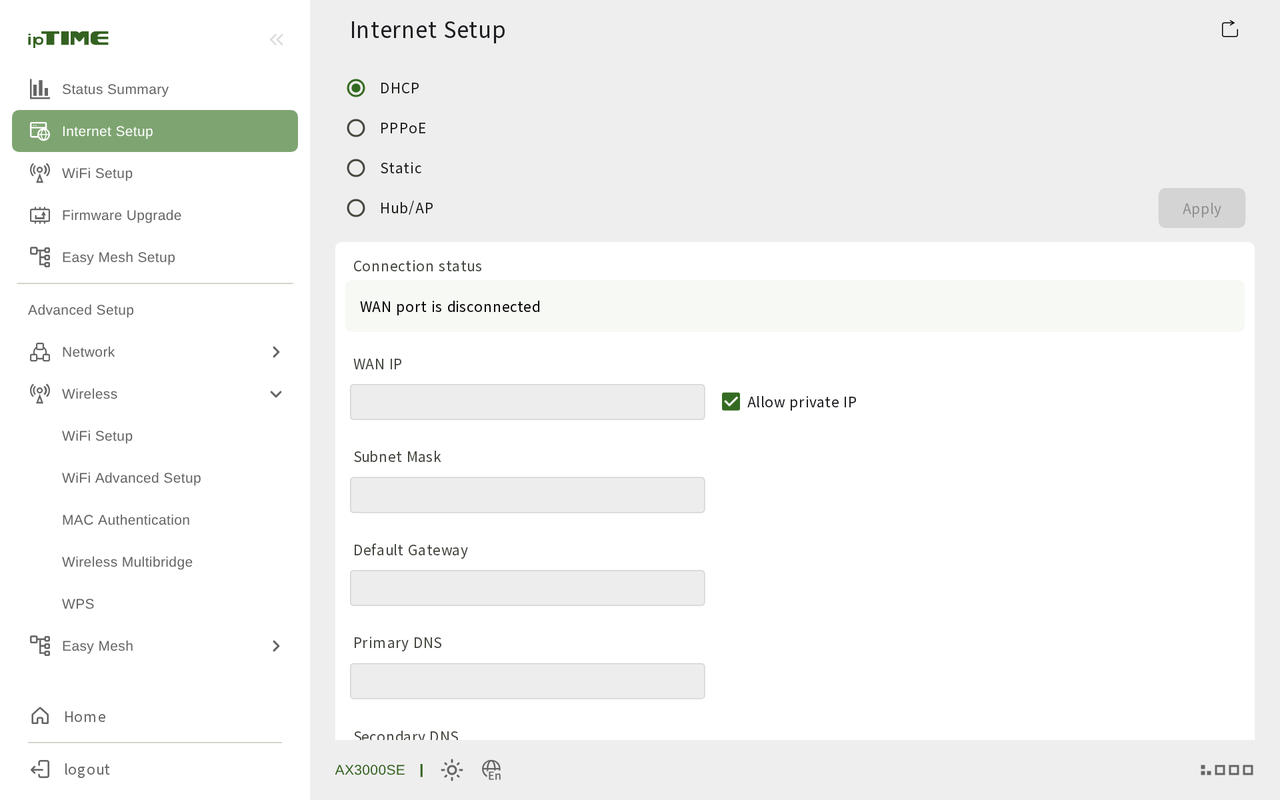 ipTIME
Status Summary
Internet Setup
WiFi Setup
Firmware Upgrade
Easy Mesh Setup
Advanced Setup
Network
Wireless
WiFi Setup
WiFi Advanced Setup
MAC Authentication
Wireless Multibridge
WPS
Easy Mesh
Home
logout
Internet Setup
DHCP
PPPoE
Static
Hub/AP
Apply
Connection status
WAN port is disconnected
WAN IP
Allow private IP
Subnet Mask
Default Gateway
Primary DNS
Secondary DNS
AX3000SE
En